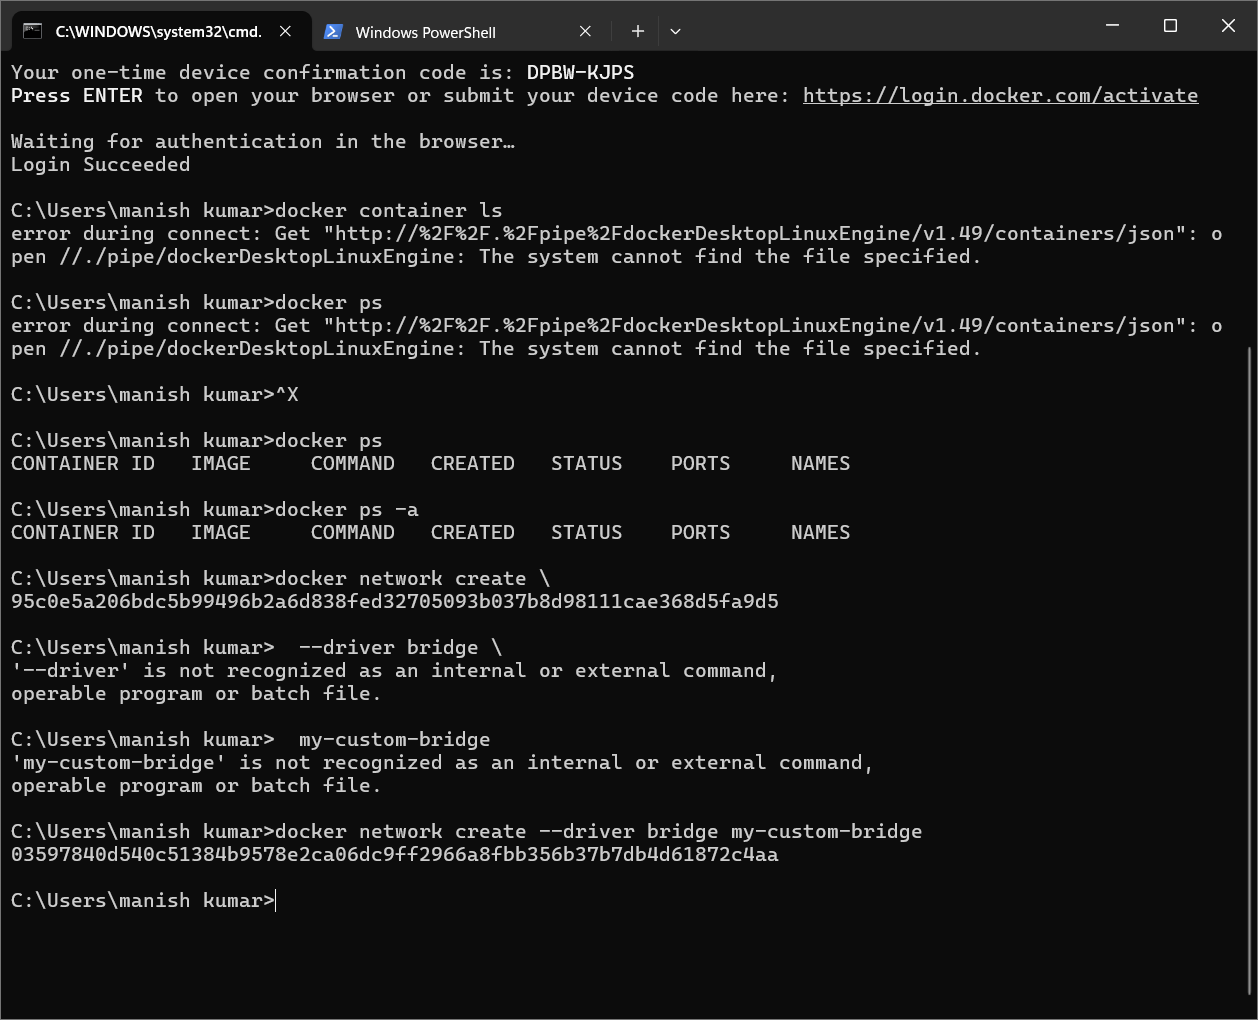 C:\WINDOWS\system32\cmd.
Windows PowerShell
Your one-time device confirmation code is: DPBW-KJPS
Press ENTER to open your browser or submit your device code here: https://login.docker.com/activate
Waiting for authentication in the browser…
Login Succeeded
C:\Users\manish kumar>docker container ls
error during connect: Get "http://%2F%2F.%2Fpipe%2FdockerDesktopLinuxEngine/v1.49/containers/json": o
pen //./pipe/dockerDesktopLinuxEngine: The system cannot find the file specified.
C:\Users\manish kumar>docker ps
error during connect: Get "http://%2F%2F.%2Fpipe%2FdockerDesktopLinuxEngine/v1.49/containers/json": o
pen //./pipe/dockerDesktopLinuxEngine: The system cannot find the file specified.
C:\Users\manish kumar>^X
C:\Users\manish kumar>docker ps
CONTAINER ID   IMAGE     COMMAND   CREATED   STATUS    PORTS     NAMES
C:\Users\manish kumar>docker ps -a
CONTAINER ID   IMAGE     COMMAND   CREATED   STATUS    PORTS     NAMES
C:\Users\manish kumar>docker network create \
95c0e5a206bdc5b99496b2a6d838fed32705093b037b8d98111cae368d5fa9d5
C:\Users\manish kumar>  --driver bridge \
'--driver' is not recognized as an internal or external command,
operable program or batch file.
C:\Users\manish kumar>  my-custom-bridge
'my-custom-bridge' is not recognized as an internal or external command,
operable program or batch file.
C:\Users\manish kumar>docker network create --driver bridge my-custom-bridge
03597840d540c51384b9578e2ca06dc9ff2966a8fbb356b37b7db4d61872c4aa
C:\Users\manish kumar>